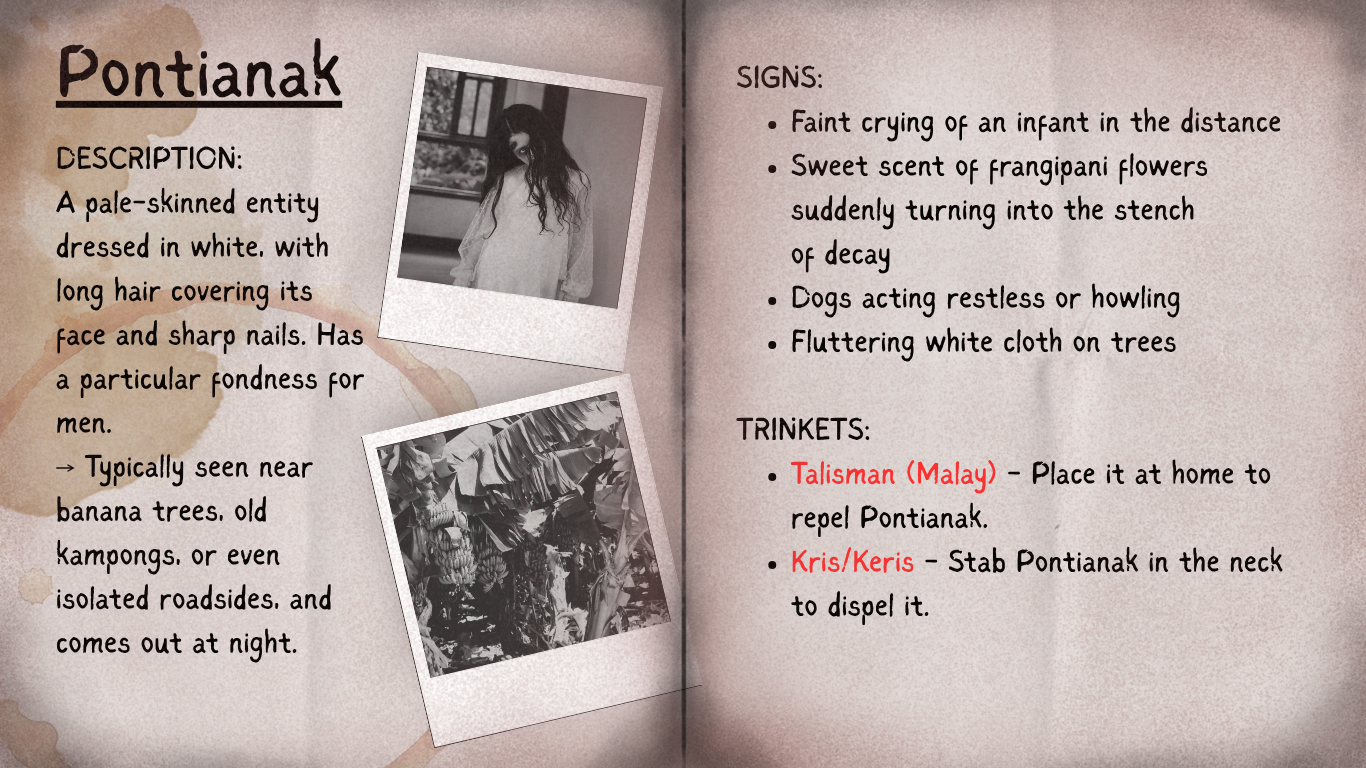 Pontianak
DESCRIPTION:
A pale-skinned entity
dressed in white, with
long hair covering its
face and sharp nails. Has
a particular fondness for
men.
→ Typically seen near
banana trees, old
kampongs, or even
isolated roadsides, and
comes out at night.
SIGNS:
• Faint crying of an infant in the distance
• Sweet scent of frangipani flowers
suddenly turning into the stench
of decay
• Dogs acting restless or howling
• Fluttering white cloth on trees
TRINKETS:
• Talisman (Malay) - Place it at home to
repel Pontianak.
• Kris/Keris - Stab Pontianak in the neck
to dispel it.